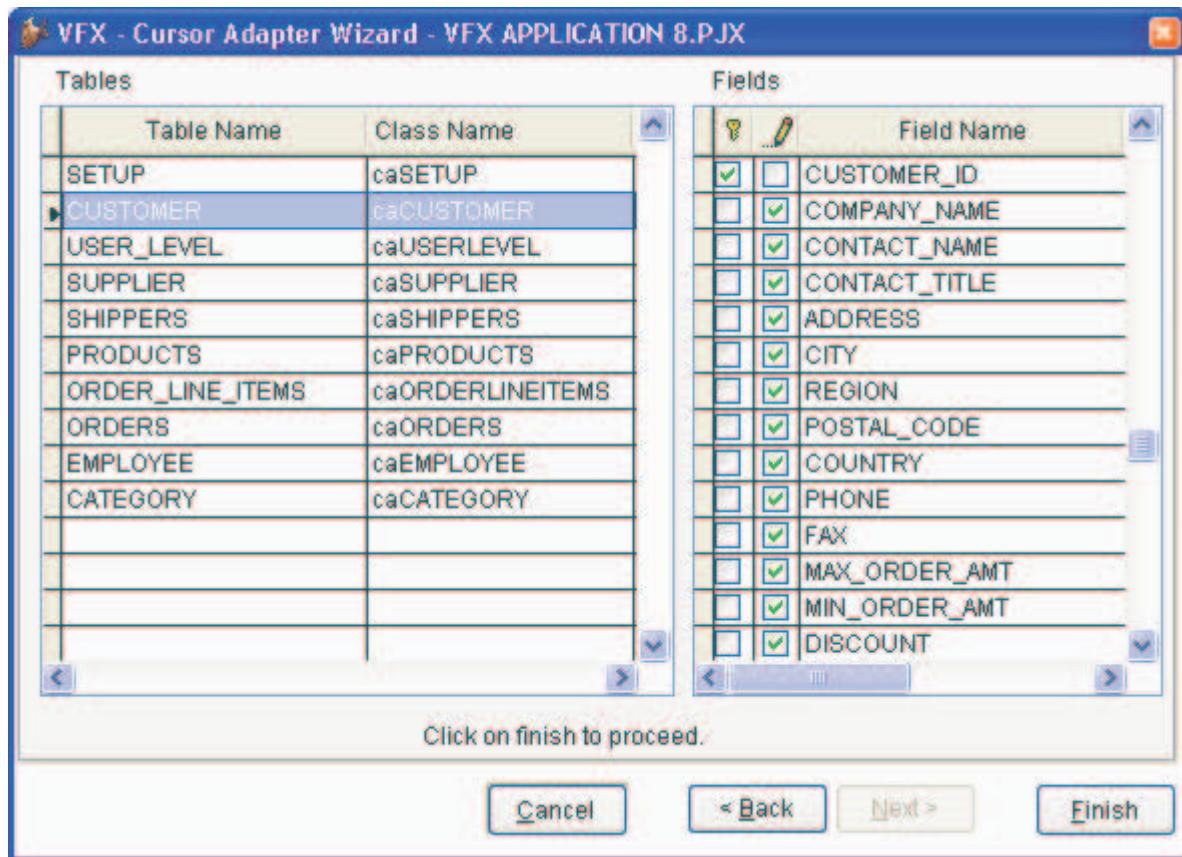 VFX - Cursor Adapter Wizard - VFX APPLICATION 8.PJX
Tables
Fields
Table Name Class Name
SETUP caSETUP
CUSTOMER caCUSTOMER
USER_LEVEL caUSERLEVEL
SUPPLIER caSUPPLIER
SHIPPERS caSHIPPERS
PRODUCTS caPRODUCTS
ORDER_LINE_ITEMS caORDERLINEITEMS
ORDERS caORDERS
EMPLOYEE caEMPLOYEE
CATEGORY caCATEGORY
Field Name
CUSTOMER_ID
COMPANY_NAME
CONTACT_NAME
CONTACT_TITLE
ADDRESS
CITY
REGION
POSTAL_CODE
COUNTRY
PHONE
FAX
MAX_ORDER_AMT
MIN_ORDER_AMT
DISCOUNT
Click on finish to proceed.
Cancel
< Back
Next >
Finish